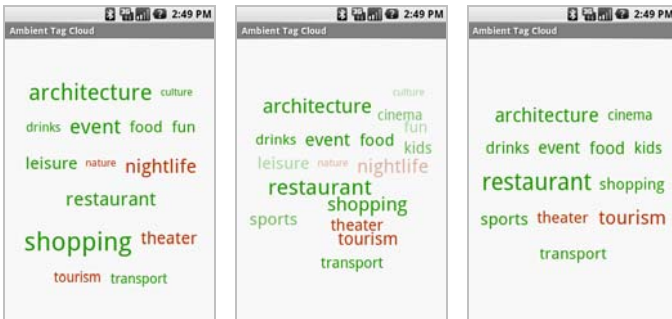 2:49 PM
Ambient Tag Cloud
architecture culture
drinks event food fun
leisure nature nightlife
restaurant
shopping theater
tourism transport
2:49 PM
Ambient Tag Cloud
culture
architecture cinema
fun
drinks event food kids
leisure nature nightlife
restaurant
shopping
sports theater
tourism
transport
2:49 PM
Ambient Tag Cloud
architecture cinema
drinks event food kids
restaurant shopping
sports theater tourism
transport